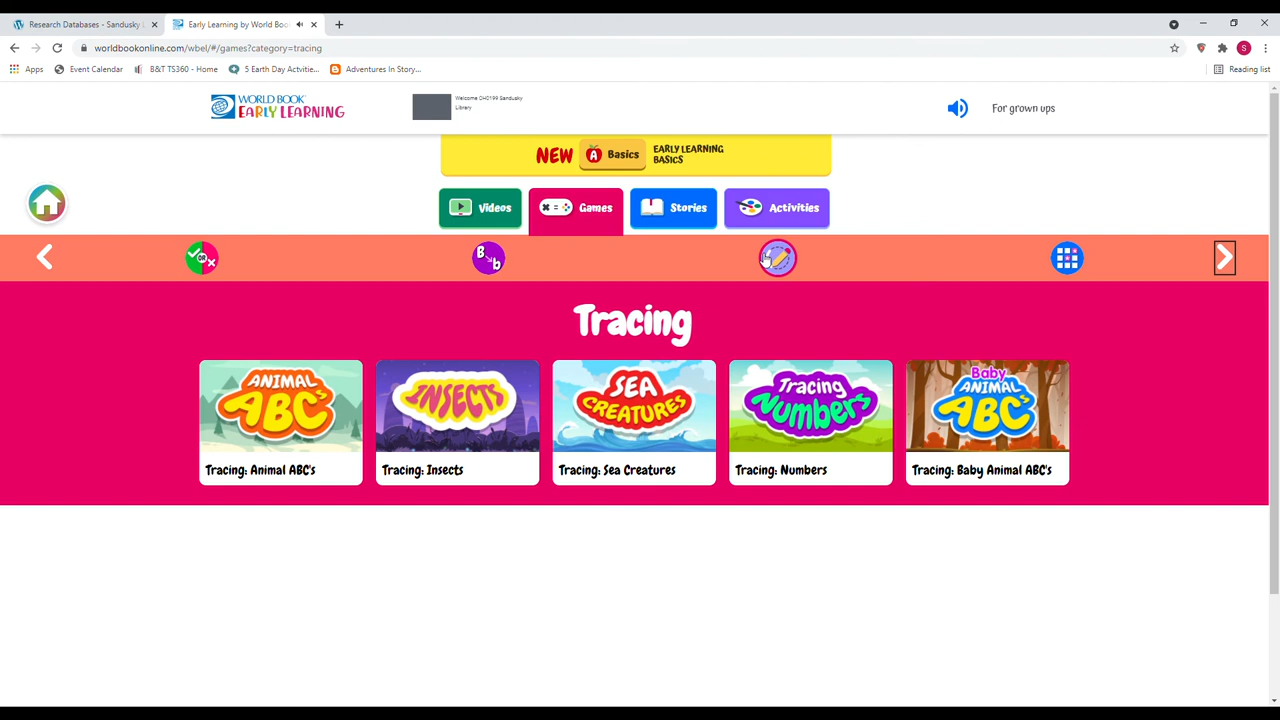 Research Databases - Sandusky L
Early Learning by World Boo
worldbookonline.com/wbel/#/games?category=tracing
S
Apps
Event Calendar
B&T TS360 - Home
5 Earth Day Actvitie...
Adventures In Story...
Reading list
WORLD BOOK
EARLY LEARNING
Welcome OH0199 Sandusky
Library
For grown ups
NEW
A
Basics
EARLY LEARNING
BASICS
Videos
Games
Stories
Activities
OR
B
b
Tracing
ANIMAL
ABC's
INSECTS
SEA
CREATURES
Tracing
Numbers
Baby
ANIMAL
ABC's
Tracing: Animal ABC's
Tracing: Insects
Tracing: Sea Creatures
Tracing: Numbers
Tracing: Baby Animal ABC's